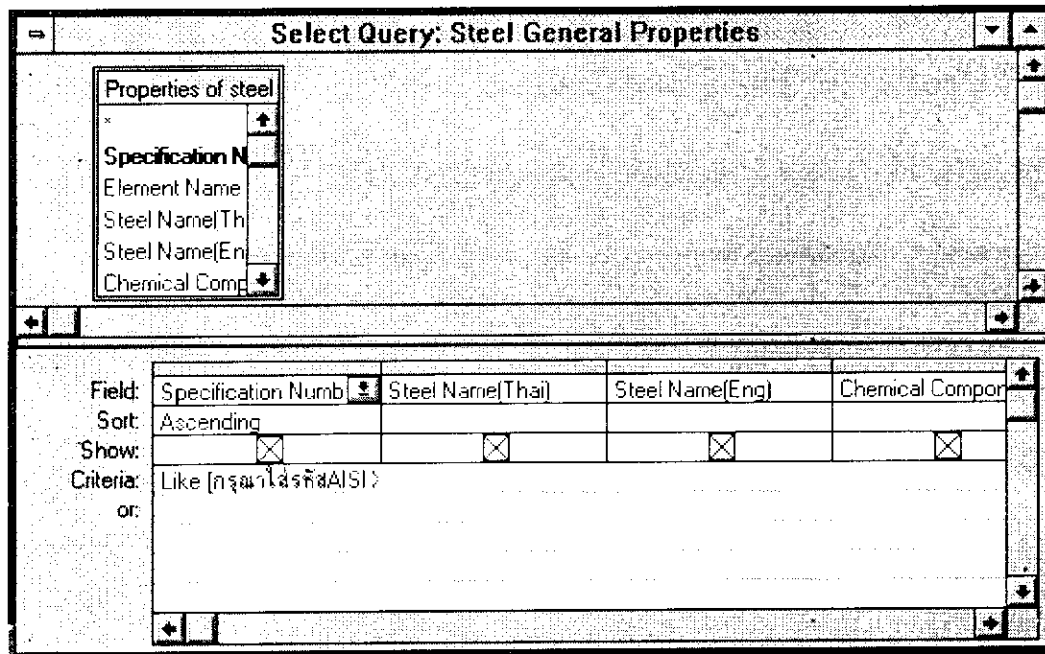 Select Query: Steel General Properties
Properties of steel
*
Specification N
Element Name
Steel Name(Th
Steel Name(En
Chemical Comp
Field: Specification Numb Steel Name(Thai) Steel Name(Eng) Chemical Compon
Sort: Ascending
Show:
Criteria: Like [กรุณาใส่รหัสAISI >
or: